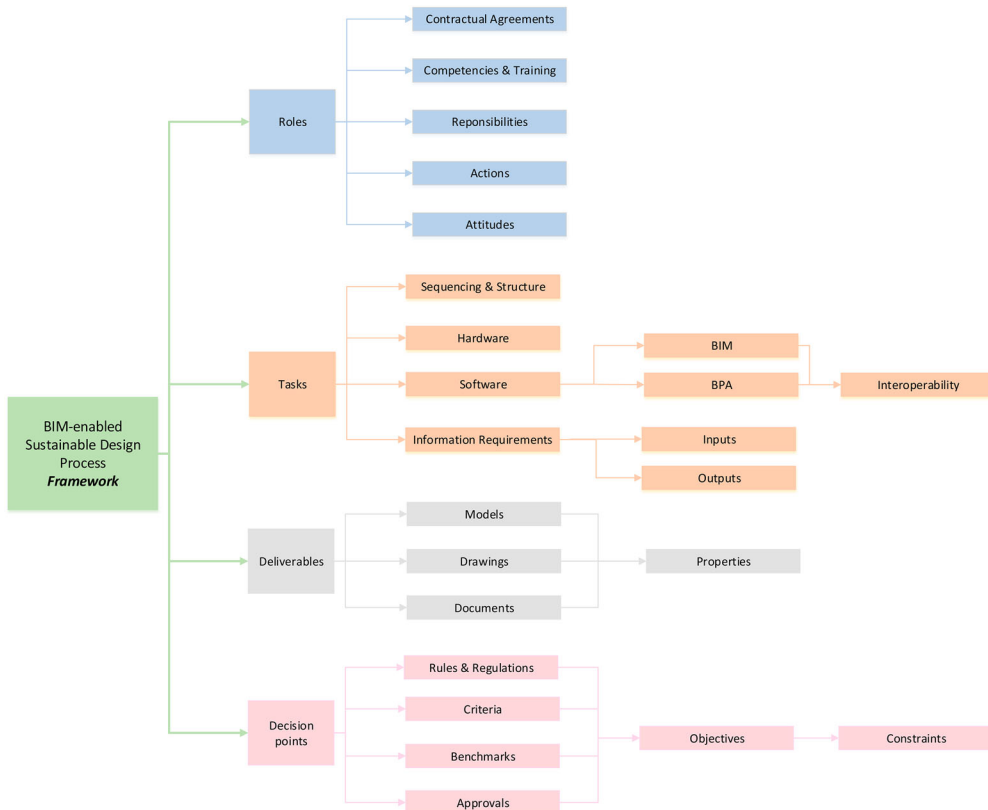 BIM-enabled
Sustainable Design
Process
Framework
Roles
Contractual Agreements
Competencies & Training
Reponsibilities
Actions
Attitudes
Tasks
Sequencing & Structure
Hardware
Software
BIM
BPA
Interoperability
Information Requirements
Inputs
Outputs
Deliverables
Models
Drawings
Documents
Properties
Decision
points
Rules & Regulations
Criteria
Benchmarks
Approvals
Objectives
Constraints